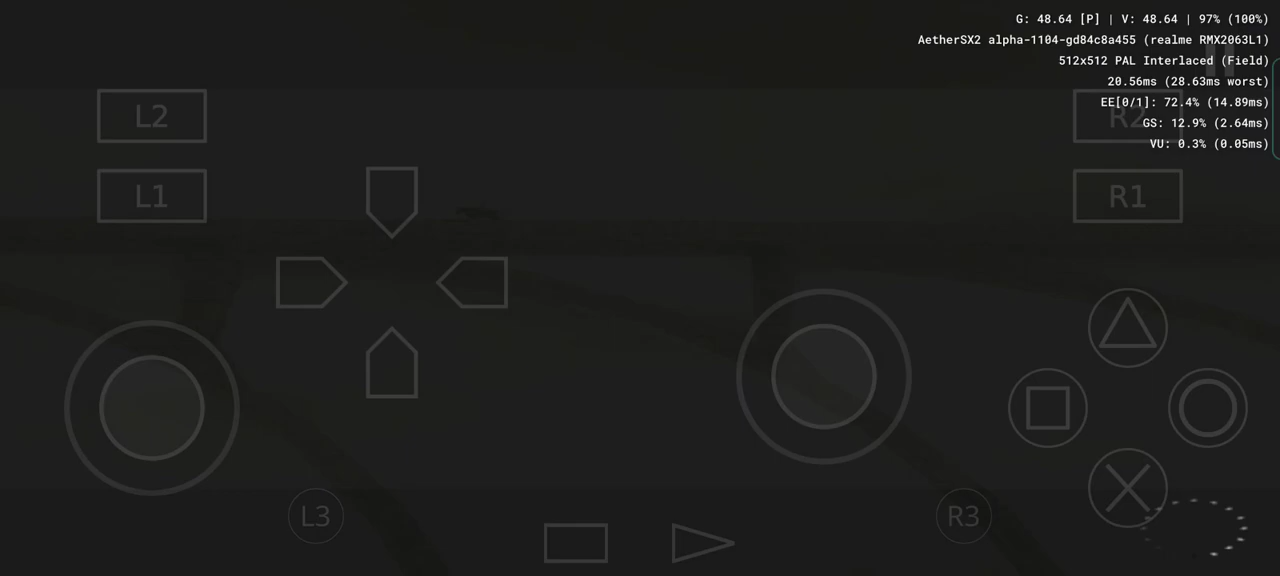 G: 48.64 [P] | V: 48.64 | 97% (100%)
AetherSX2 alpha-1104-gd84c8a455 (realme RMX2063L1)
512x512 PAL Interlaced (Field)
20.56ms (28.63ms worst)
EE[0/1]: 72.4% (14.89ms)
L2
R2
GS: 12.9% (2.64ms)
VU: 0.3% (0.05ms)
L1
R1
L3
R3